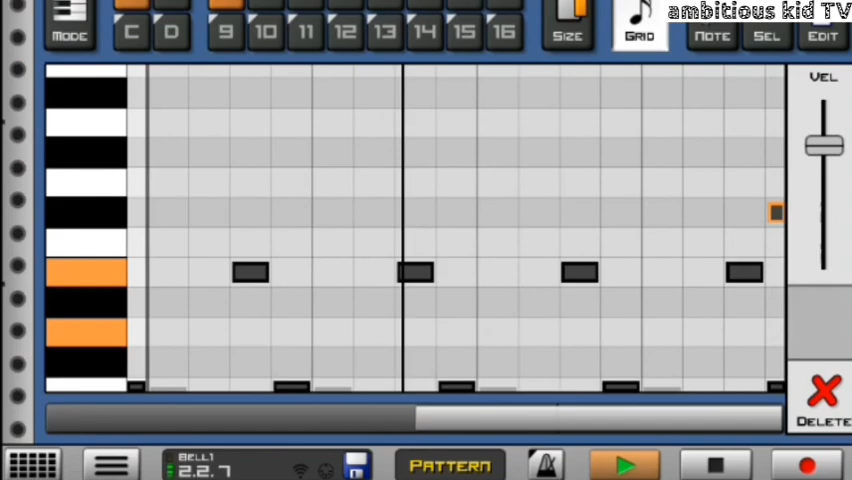 ambitious kid TV
MODE
C D 9 10 11 12 13 14 15 16
SIZE
GRID
NOTE
SEL
EDIT
VEL
DELETE
BELL1
2.2.7
PATTERN